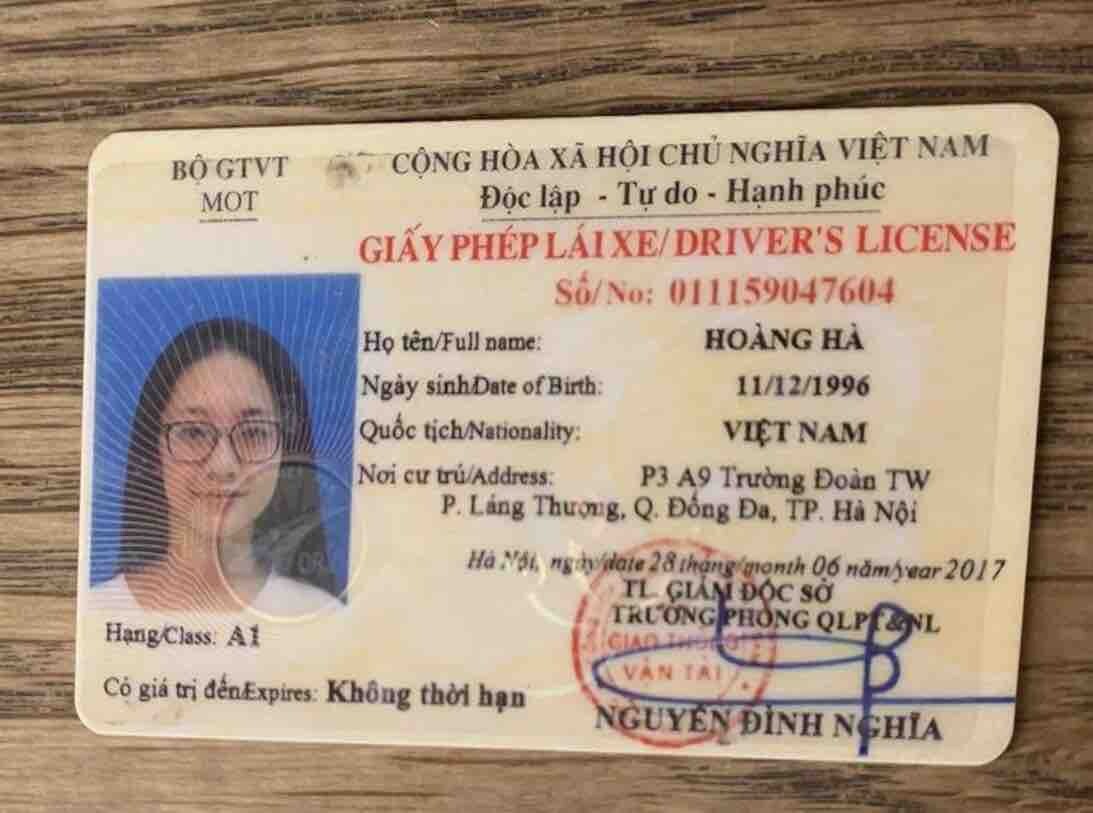 BỘ GTVT
MOT
CỘNG HÒA XÃ HỘI CHỦ NGHĨA VIỆT NAM
Độc lập - Tự do - Hạnh phúc
GIẤY PHÉP LÁI XE/DRIVER'S LICENSE
Số/No: 011159047604
Họ tên/Full name: HOÀNG HÀ
Ngày sinh/Date of Birth: 11/12/1996
Quốc tịch/Nationality: VIỆT NAM
Nơi cư trú/Address: P3 A9 Trường Đoàn TW
P. Láng Thượng, Q. Đống Đa, TP. Hà Nội
Hà Nội, ngày/date 28 tháng/month 06 năm/year 2017
TL. GIÁM ĐỐC SỞ
TRƯỞNG PHÒNG QLPT&NL
GIAO THÔNG
VẬN TẢI
NGUYỄN ĐÌNH NGHĨA
Hạng/Class: A1
Có giá trị đến/Expires: Không thời hạn